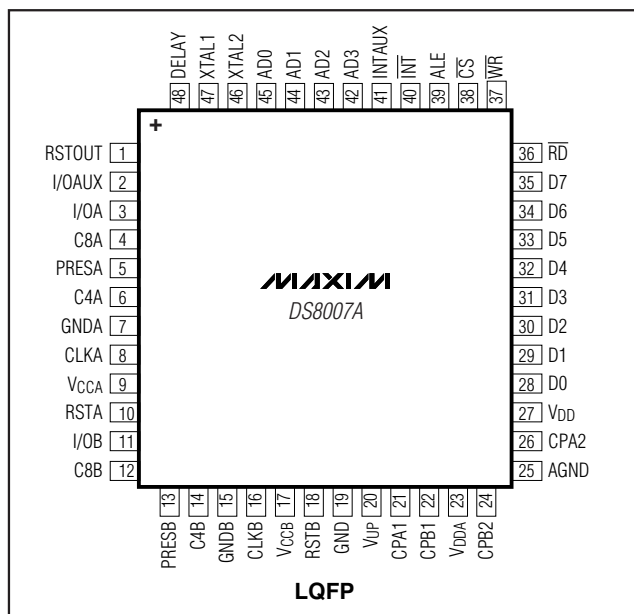 48 DELAY
47 XTAL1
46 XTAL2
45 AD0
44 AD1
43 AD2
42 AD3
41 INTAUX
40 INT
39 ALE
38 CS
37 WR
+
RSTOUT 1
I/OAUX 2
I/OA 3
C8A 4
PRESA 5
C4A 6
GNDA 7
CLKA 8
VCCA 9
RSTA 10
I/OB 11
C8B 12
MAXIM
DS8007A
36 RD
35 D7
34 D6
33 D5
32 D4
31 D3
30 D2
29 D1
28 D0
27 VDD
26 CPA2
25 AGND
PRESB 13
C4B 14
GNDB 15
CLKB 16
VCCB 17
RSTB 18
GND 19
VUP 20
CPA1 21
CPB1 22
VDDA 23
CPB2 24
LQFP